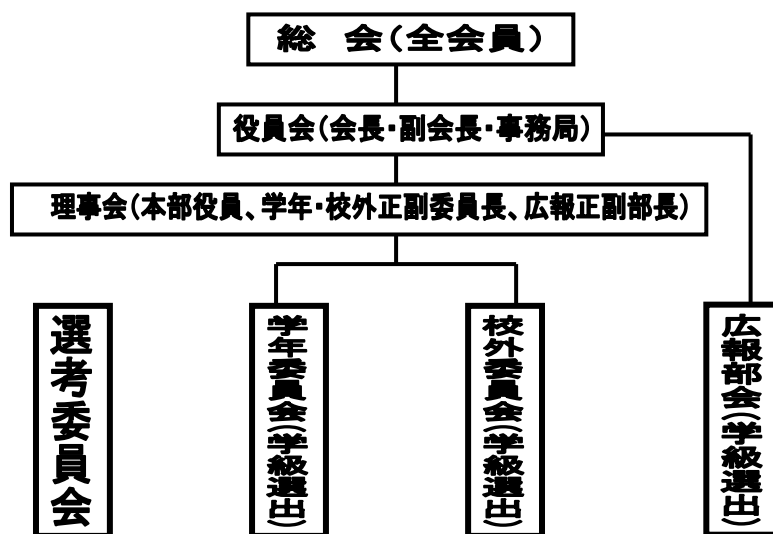 総　会(全会員)
役員会(会長・副会長・事務局)
理事会(本部役員、学年・校外正副委員長、広報正副部長)
選考委員会
学年委員会(学級選出)
校外委員会(学級選出)
広報部会(学級選出)